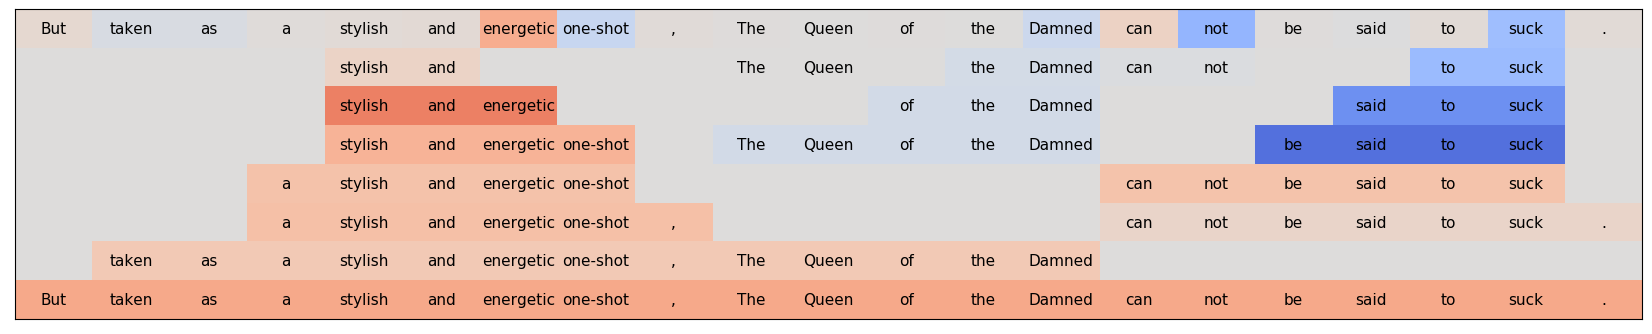 But taken as a stylish and energetic one-shot , The Queen of the Damned can not be said to suck .
stylish and The Queen the Damned can not to suck
stylish and energetic of the Damned said to suck
stylish and energetic one-shot The Queen of the Damned be said to suck
a stylish and energetic one-shot can not be said to suck
a stylish and energetic one-shot , can not be said to suck .
taken as a stylish and energetic one-shot , The Queen of the Damned
But taken as a stylish and energetic one-shot , The Queen of the Damned can not be said to suck .